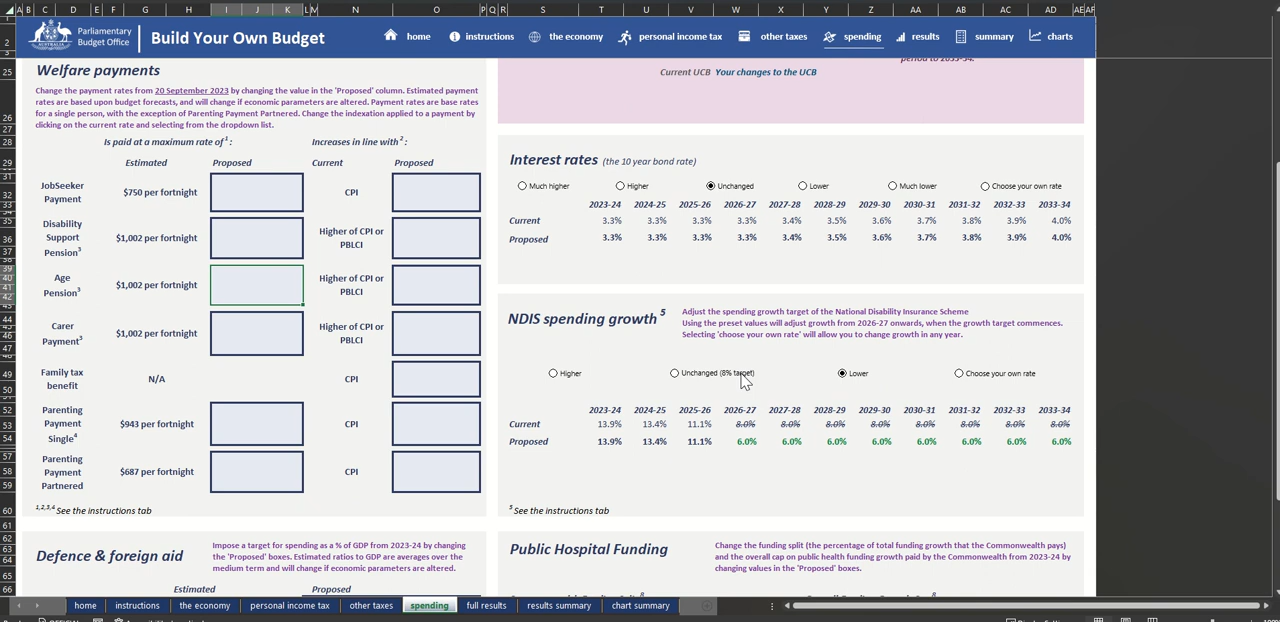 A B C D E F G H I J K L M N O P Q R S T U V W X Y Z AA AB AC AD AE AF
Parliamentary
Budget Office
Build Your Own Budget
home instructions the economy personal income tax other taxes spending results summary charts
Welfare payments
Change the payment rates from 20 September 2023 by changing the value in the 'Proposed' column. Estimated payment
rates are based upon budget forecasts, and will change if economic parameters are altered. Payment rates are base rates
for a single person, with the exception of Parenting Payment Partnered. Change the indexation applied to a payment by
clicking on the current rate and selecting from the dropdown list.
Is paid at a maximum rate of 1 : Increases in line with 2 :
Estimated Proposed Current Proposed
JobSeeker
Payment
$750 per fortnight CPI
Disability
Support
Pension3
$1,002 per fortnight
Higher of CPI or
PBLCI
Age
Pension3
$1,002 per fortnight
Higher of CPI or
PBLCI
Carer
Payment3
$1,002 per fortnight
Higher of CPI or
PBLCI
Family tax
benefit
N/A CPI
Parenting
Payment
Single4
$943 per fortnight CPI
Parenting
Payment
Partnered
$687 per fortnight CPI
1,2,3,4 See the instructions tab
period to 2033-34.
Current UCB Your changes to the UCB
Interest rates (the 10 year bond rate)
Much higher Higher Unchanged Lower Much lower Choose your own rate
2023-24 2024-25 2025-26 2026-27 2027-28 2028-29 2029-30 2030-31 2031-32 2032-33 2033-34
Current 3.3% 3.3% 3.3% 3.3% 3.4% 3.5% 3.6% 3.7% 3.8% 3.9% 4.0%
Proposed 3.3% 3.3% 3.3% 3.3% 3.4% 3.5% 3.6% 3.7% 3.8% 3.9% 4.0%
NDIS spending growth 5
Adjust the spending growth target of the National Disability Insurance Scheme
Using the preset values will adjust growth from 2026-27 onwards, when the growth target commences.
Selecting 'choose your own rate' will allow you to change growth in any year.
Higher Unchanged (8% target) Lower Choose your own rate
2023-24 2024-25 2025-26 2026-27 2027-28 2028-29 2029-30 2030-31 2031-32 2032-33 2033-34
Current 13.9% 13.4% 11.1% 8.0% 8.0% 8.0% 8.0% 8.0% 8.0% 8.0% 8.0%
Proposed 13.9% 13.4% 11.1% 6.0% 6.0% 6.0% 6.0% 6.0% 6.0% 6.0% 6.0%
5 See the instructions tab
Defence & foreign aid
Impose a target for spending as a % of GDP from 2023-24 by changing
the 'Proposed' boxes. Estimated ratios to GDP are averages over the
medium term and will change if economic parameters are altered.
Estimated Proposed
Public Hospital Funding
Change the funding split (the percentage of total funding growth that the Commonwealth pays)
and the overall cap on public health funding growth paid by the Commonwealth from 2023-24 by
changing values in the 'Proposed' boxes.
home instructions the economy personal income tax other taxes spending full results results summary chart summary